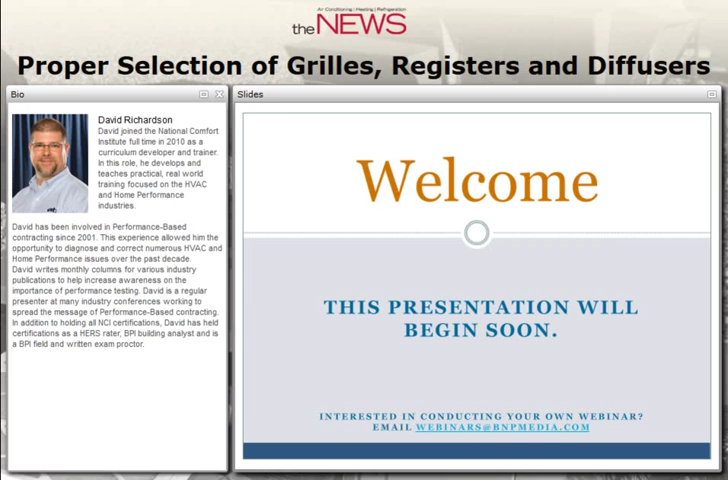 Air Conditioning | Heating | Refrigeration
the NEWS
Proper Selection of Grilles, Registers and Diffusers
Bio
David Richardson
David joined the National Comfort
Institute full time in 2010 as a
curriculum developer and trainer.
In this role, he develops and
teaches practical, real world
training focused on the HVAC
and Home Performance
industries.
David has been involved in Performance-Based
contracting since 2001. This experience allowed him the
opportunity to diagnose and correct numerous HVAC and
Home Performance issues over the past decade.
David writes monthly columns for various industry
publications to help increase awareness on the
importance of performance testing. David is a regular
presenter at many industry conferences working to
spread the message of Performance-Based contracting.
In addition to holding all NCI certifications, David has held
certifications as a HERS rater, BPI building analyst and is
a BPI field and written exam proctor.
Slides
Welcome
THIS PRESENTATION WILL
BEGIN SOON.
INTERESTED IN CONDUCTING YOUR OWN WEBINAR?
EMAIL WEBINARS@BNPMEDIA.COM